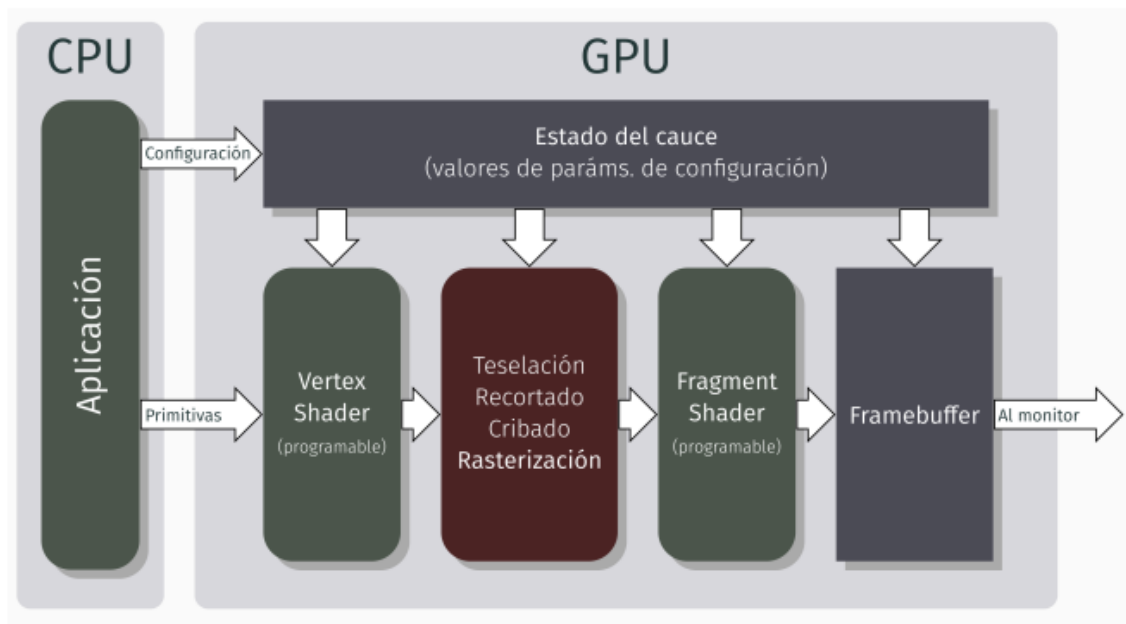 CPU
GPU
Aplicación
Configuración
Estado del cauce
(valores de paráms. de configuración)
Primitivas
Vertex
Shader
(programable)
Teselación
Recortado
Cribado
Rasterización
Fragment
Shader
(programable)
Framebuffer
Al monitor